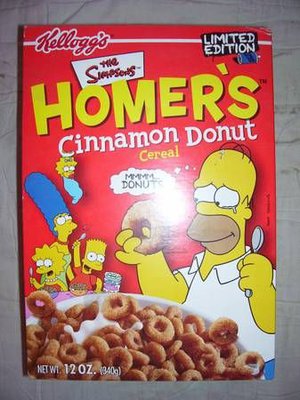 Kellogg's
LIMITED
EDITION
THE
SIMPSONS
HOMER'S
Cinnamon Donut
Cereal
MMMM...
DONUTS
NET WT. 12 OZ. (340g)